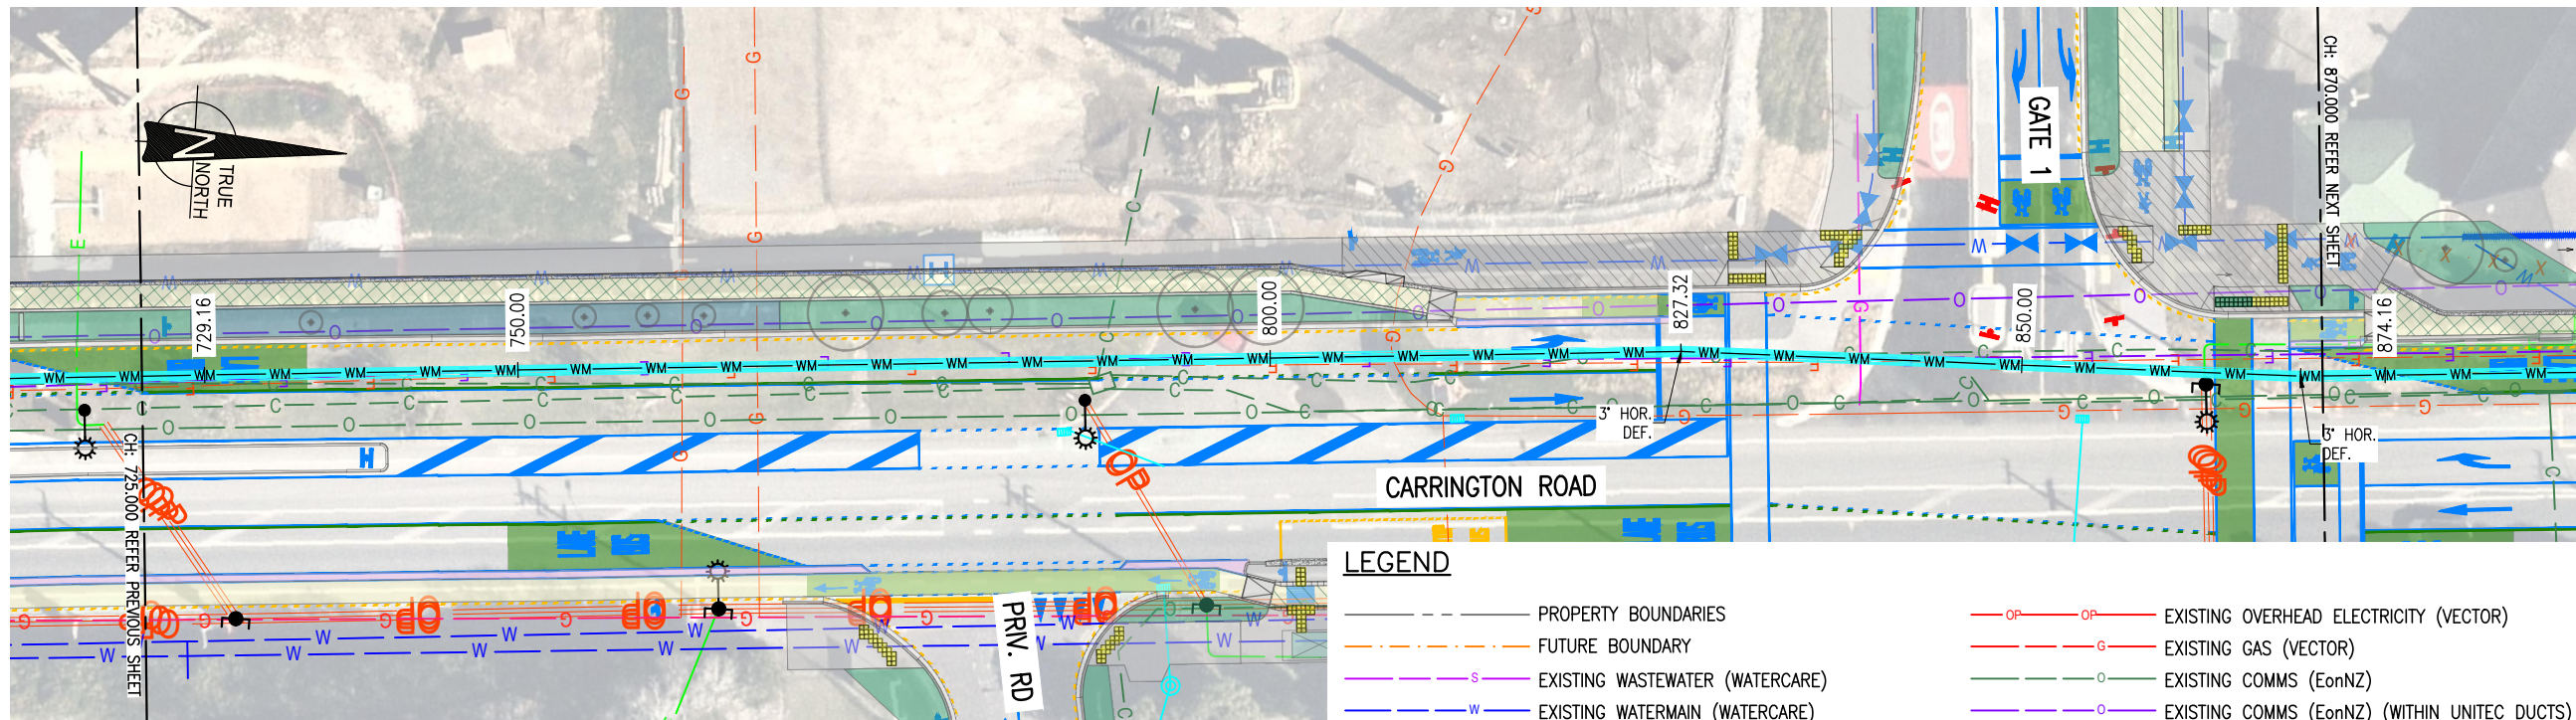 TRUE
NORTH
N
CH: 725.000 REFER PREVIOUS SHEET
CH: 870.000 REFER NEXT SHEET
GATE 1
729.16
750.00
800.00
827.32
850.00
874.16
3° HOR.
DEF.
3° HOR.
DEF.
CARRINGTON ROAD
PRIV. RD
LEGEND
PROPERTY BOUNDARIES
FUTURE BOUNDARY
S EXISTING WASTEWATER (WATERCARE)
W EXISTING WATERMAIN (WATERCARE)
OP OP EXISTING OVERHEAD ELECTRICITY (VECTOR)
G EXISTING GAS (VECTOR)
O EXISTING COMMS (EonNZ)
O EXISTING COMMS (EonNZ) (WITHIN UNITEC DUCTS)